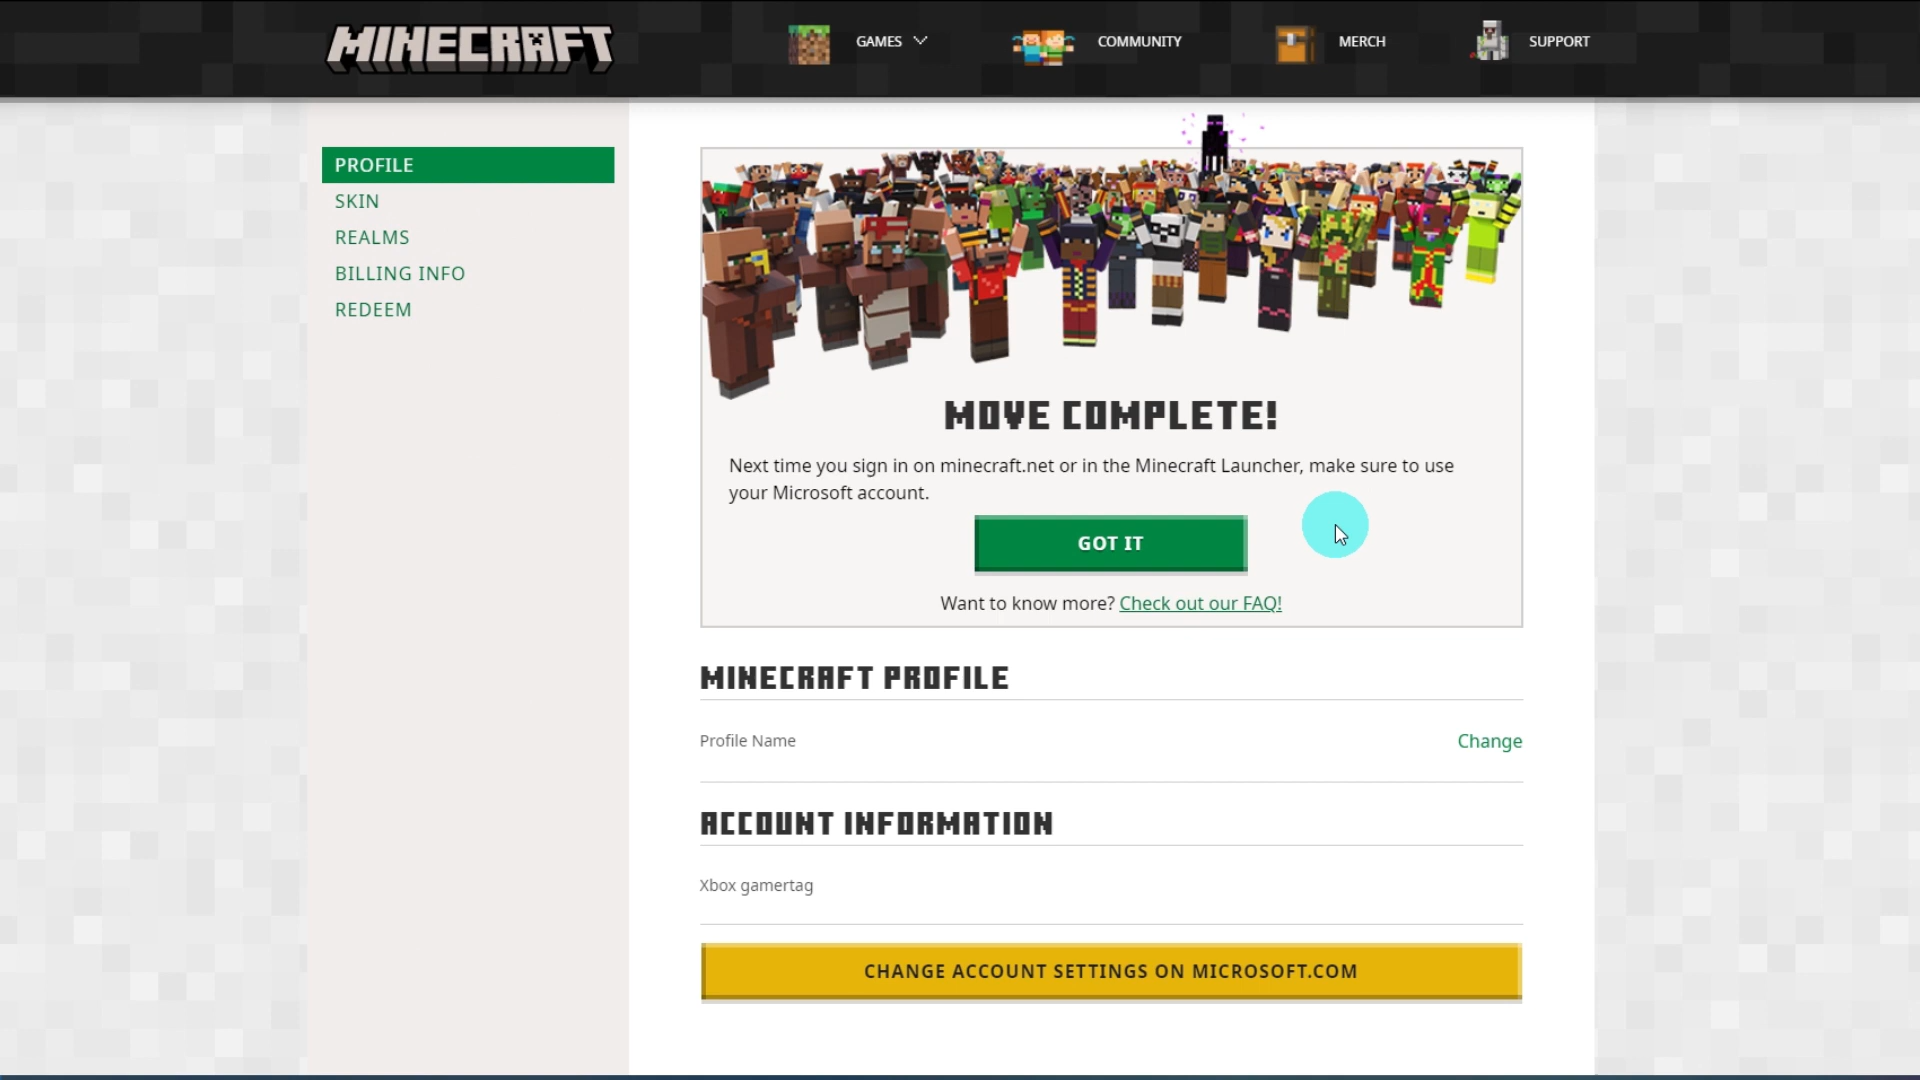 MINECRAFT
GAMES
COMMUNITY
MERCH
SUPPORT
PROFILE
SKIN
REALMS
BILLING INFO
REDEEM
MOVE COMPLETE!
Next time you sign in on minecraft.net or in the Minecraft Launcher, make sure to use
your Microsoft account.
GOT IT
Want to know more? Check out our FAQ!
MINECRAFT PROFILE
Profile Name
Change
ACCOUNT INFORMATION
Xbox gamertag
CHANGE ACCOUNT SETTINGS ON MICROSOFT.COM